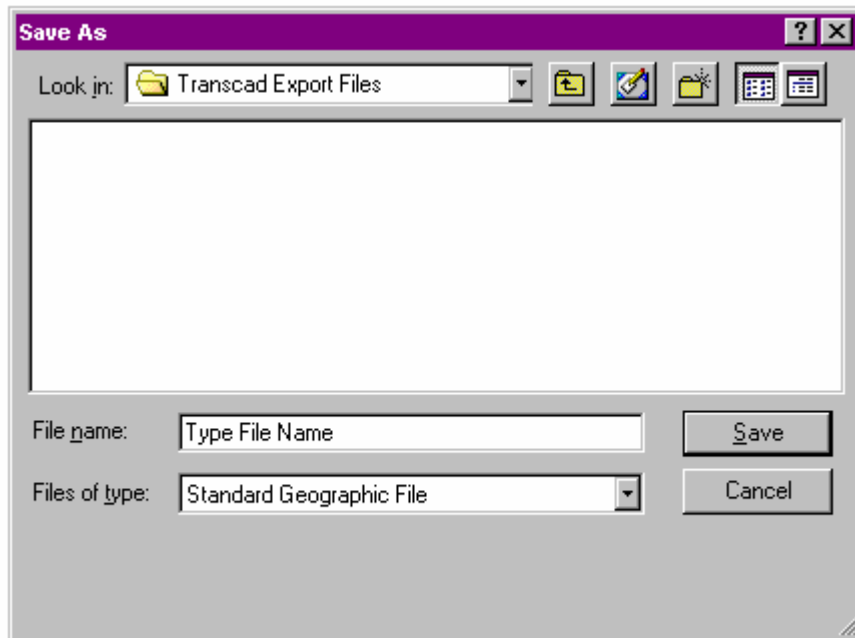 Save As
Look in: Transcad Export Files
File name: Type File Name
Save
Files of type: Standard Geographic File
Cancel